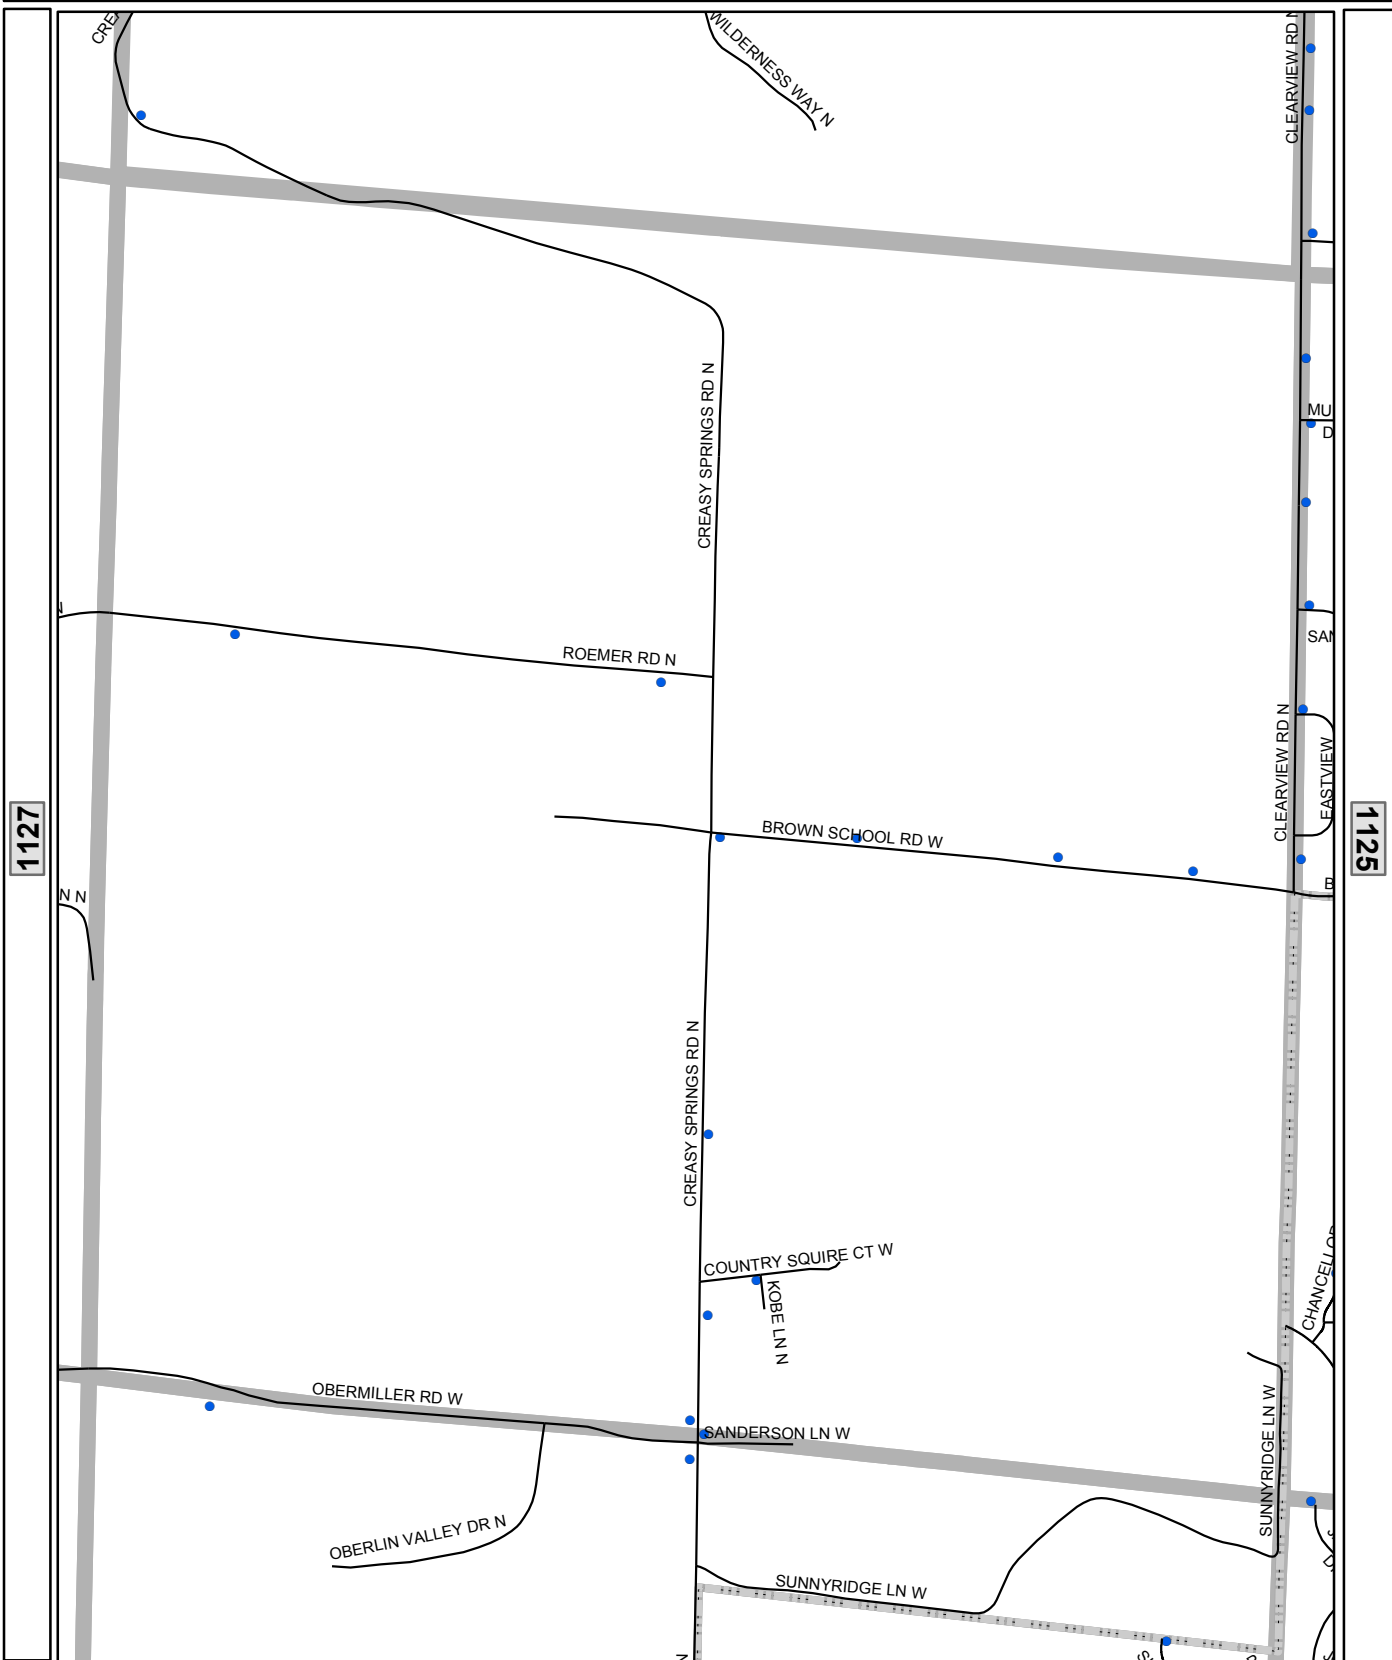 CRE
WILDERNESS WAY N
CLEARVIEW RD N
CREASY SPRINGS RD N
MU
D
ROEMER RD N
SAN
CLEARVIEW RD N
EASTVIEW
BROWN SCHOOL RD W
1127
1125
B
N N
CREASY SPRINGS RD N
COUNTRY SQUIRE CT W
KOBE LN N
CHANCELLOR
OBERMILLER RD W
SANDERSON LN W
SUNNYRIDGE LN W
OBERLIN VALLEY DR N
SUNNYRIDGE LN W
N